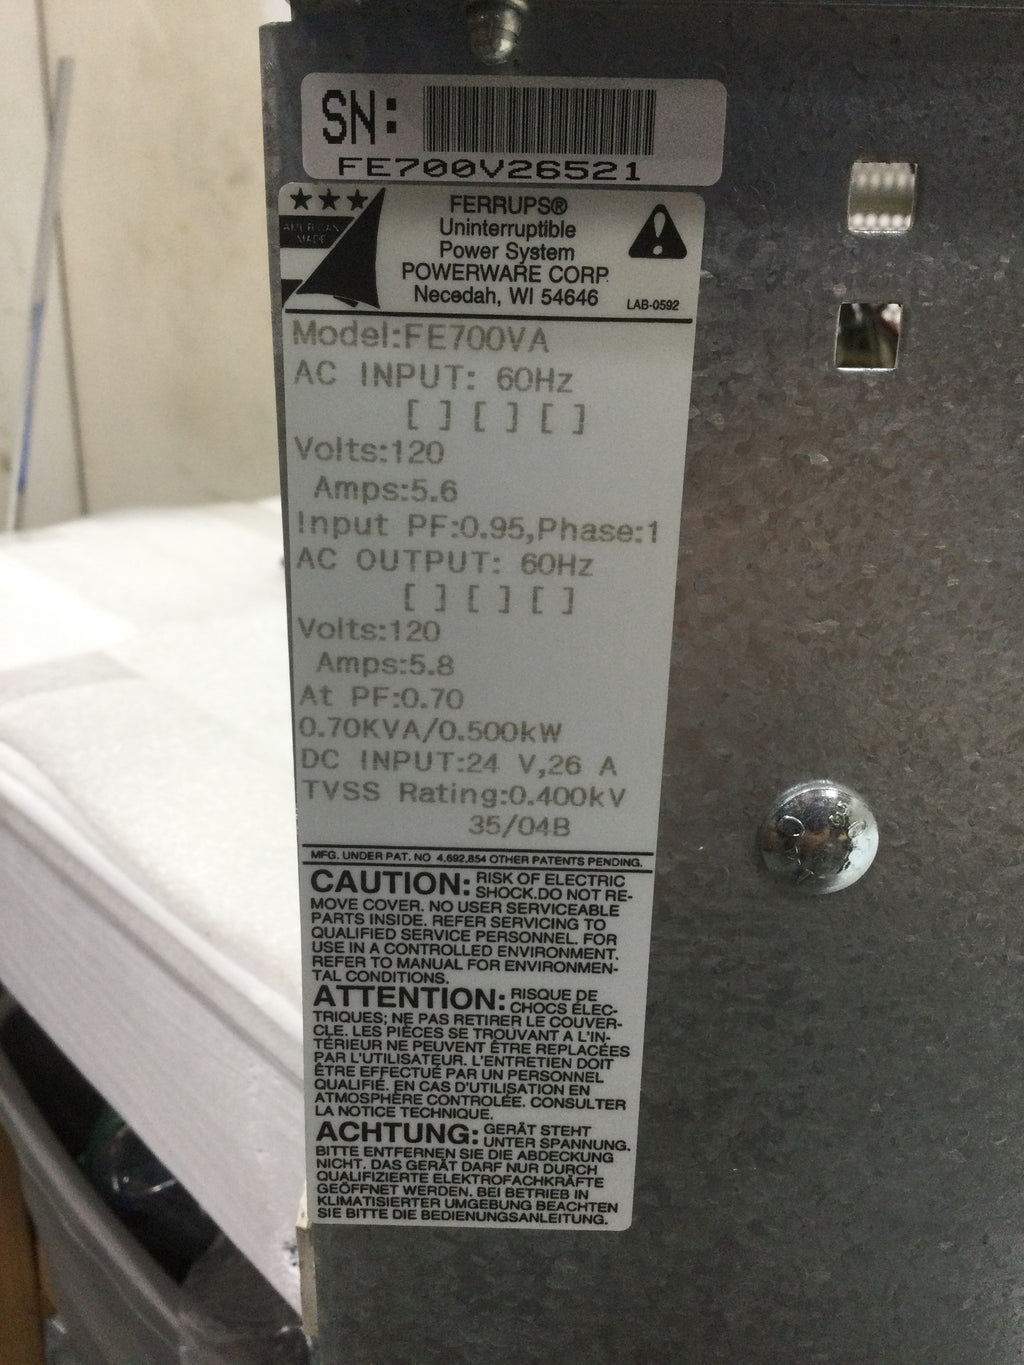 SN:
FE700V26521
AMERICAN
MADE
FERRUPS®
Uninterruptible
Power System
POWERWARE CORP.
Necedah, WI 54646
LAB-0592
Model:FE700VA
AC INPUT: 60Hz
[ ] [ ] [ ]
Volts:120
Amps:5.6
Input PF:0.95,Phase:1
AC OUTPUT: 60Hz
[ ] [ ] [ ]
Volts:120
Amps:5.8
At PF:0.70
0.70KVA/0.500kW
DC INPUT:24 V,26 A
TVSS Rating:0.400kV
35/04B
MFG. UNDER PAT. NO 4,692,854 OTHER PATENTS PENDING.
CAUTION: RISK OF ELECTRIC
SHOCK.DO NOT RE-
MOVE COVER. NO USER SERVICEABLE
PARTS INSIDE. REFER SERVICING TO
QUALIFIED SERVICE PERSONNEL. FOR
USE IN A CONTROLLED ENVIRONMENT.
REFER TO MANUAL FOR ENVIRONMEN-
TAL CONDITIONS.
ATTENTION: RISQUE DE
CHOCS ÉLEC-
TRIQUES; NE PAS RETIRER LE COUVER-
CLE. LES PIÈCES SE TROUVANT A L'IN-
TÉRIEUR NE PEUVENT ÊTRE REPLACÉES
PAR L'UTILISATEUR. L'ENTRETIEN DOIT
ÊTRE EFFECTUÉ PAR UN PERSONNEL
QUALIFIÉ. EN CAS D'UTILISATION EN
ATMOSPHÈRE CONTROLÉE. CONSULTER
LA NOTICE TECHNIQUE.
ACHTUNG: GERÄT STEHT
UNTER SPANNUNG.
BITTE ENTFERNEN SIE DIE ABDECKUNG
NICHT. DAS GERÄT DARF NUR DURCH
QUALIFIZIERTE ELEKTROFACHKRÄFTE
GEÖFFNET WERDEN. BEI BETRIEB IN
KLIMATISIERTER UMGEBUNG BEACHTEN
SIE BITTE DIE BEDIENUNGSANLEITUNG.